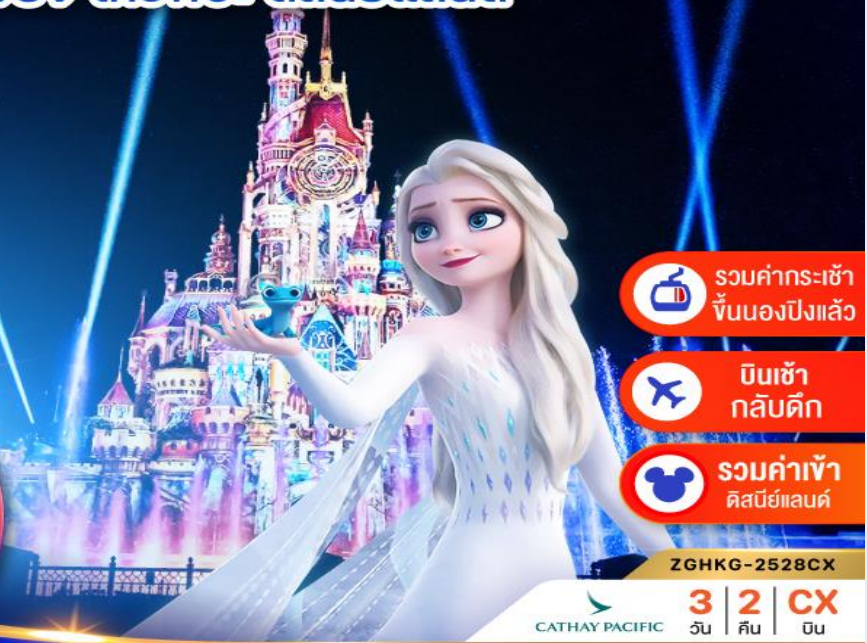 รวมค่ากระเช้า
ขึ้นนองปิงแล้ว
บินเช้า
กลับดึก
รวมค่าเข้า
ดิสนีย์แลนด์
ZGHKG-2528CX
CATHAY PACIFIC
3 วัน
2 คืน
CX บิน